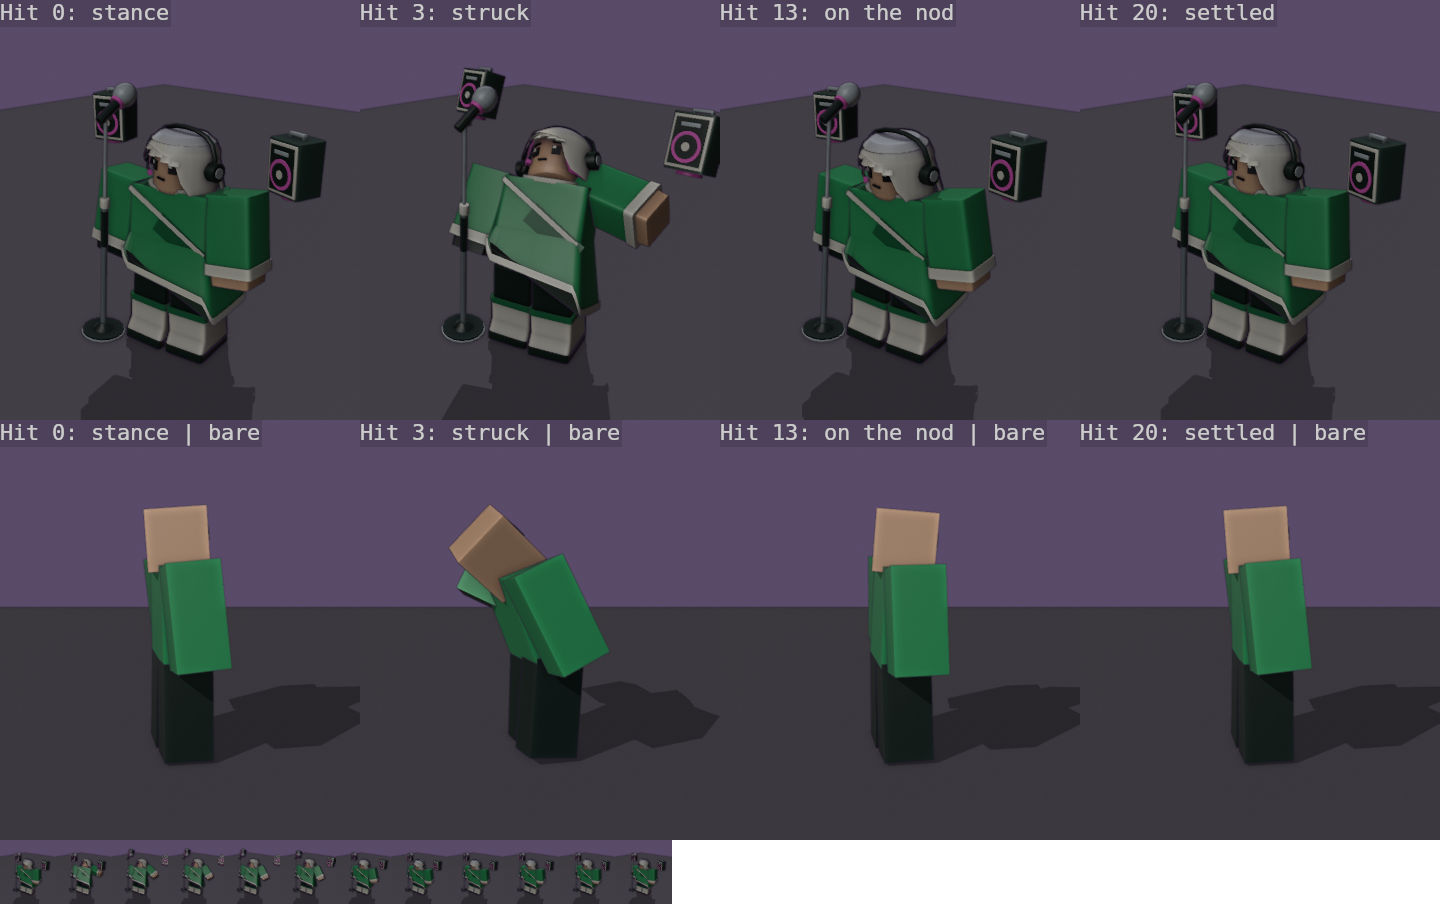 Hit 0: stance
Hit 3: struck
Hit 13: on the nod
Hit 20: settled
Hit 0: stance | bare
Hit 3: struck | bare
Hit 13: on the nod | bare
Hit 20: settled | bare